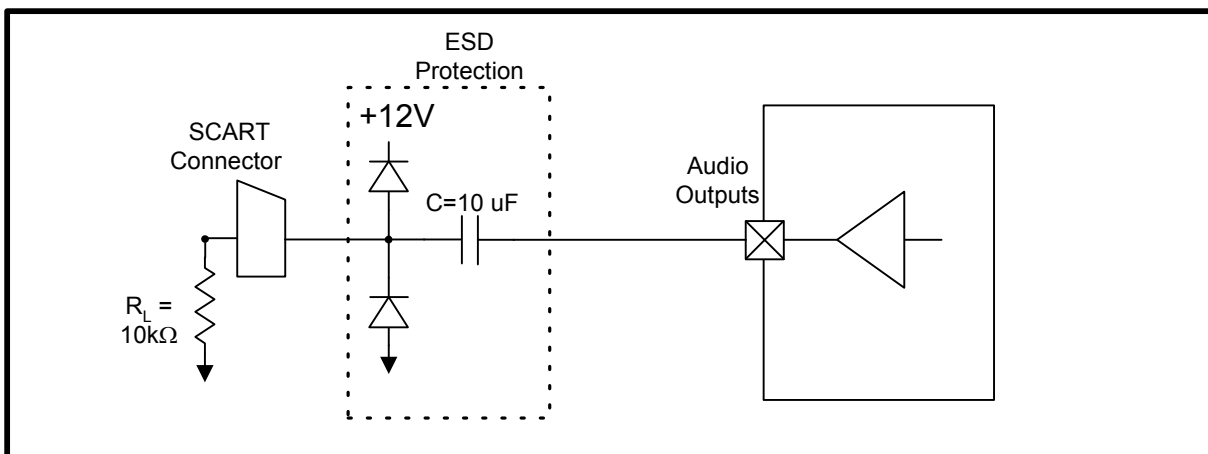 ESD
Protection
+12V
SCART
Connector
C=10 uF
Audio
Outputs
R_L =
10kΩ